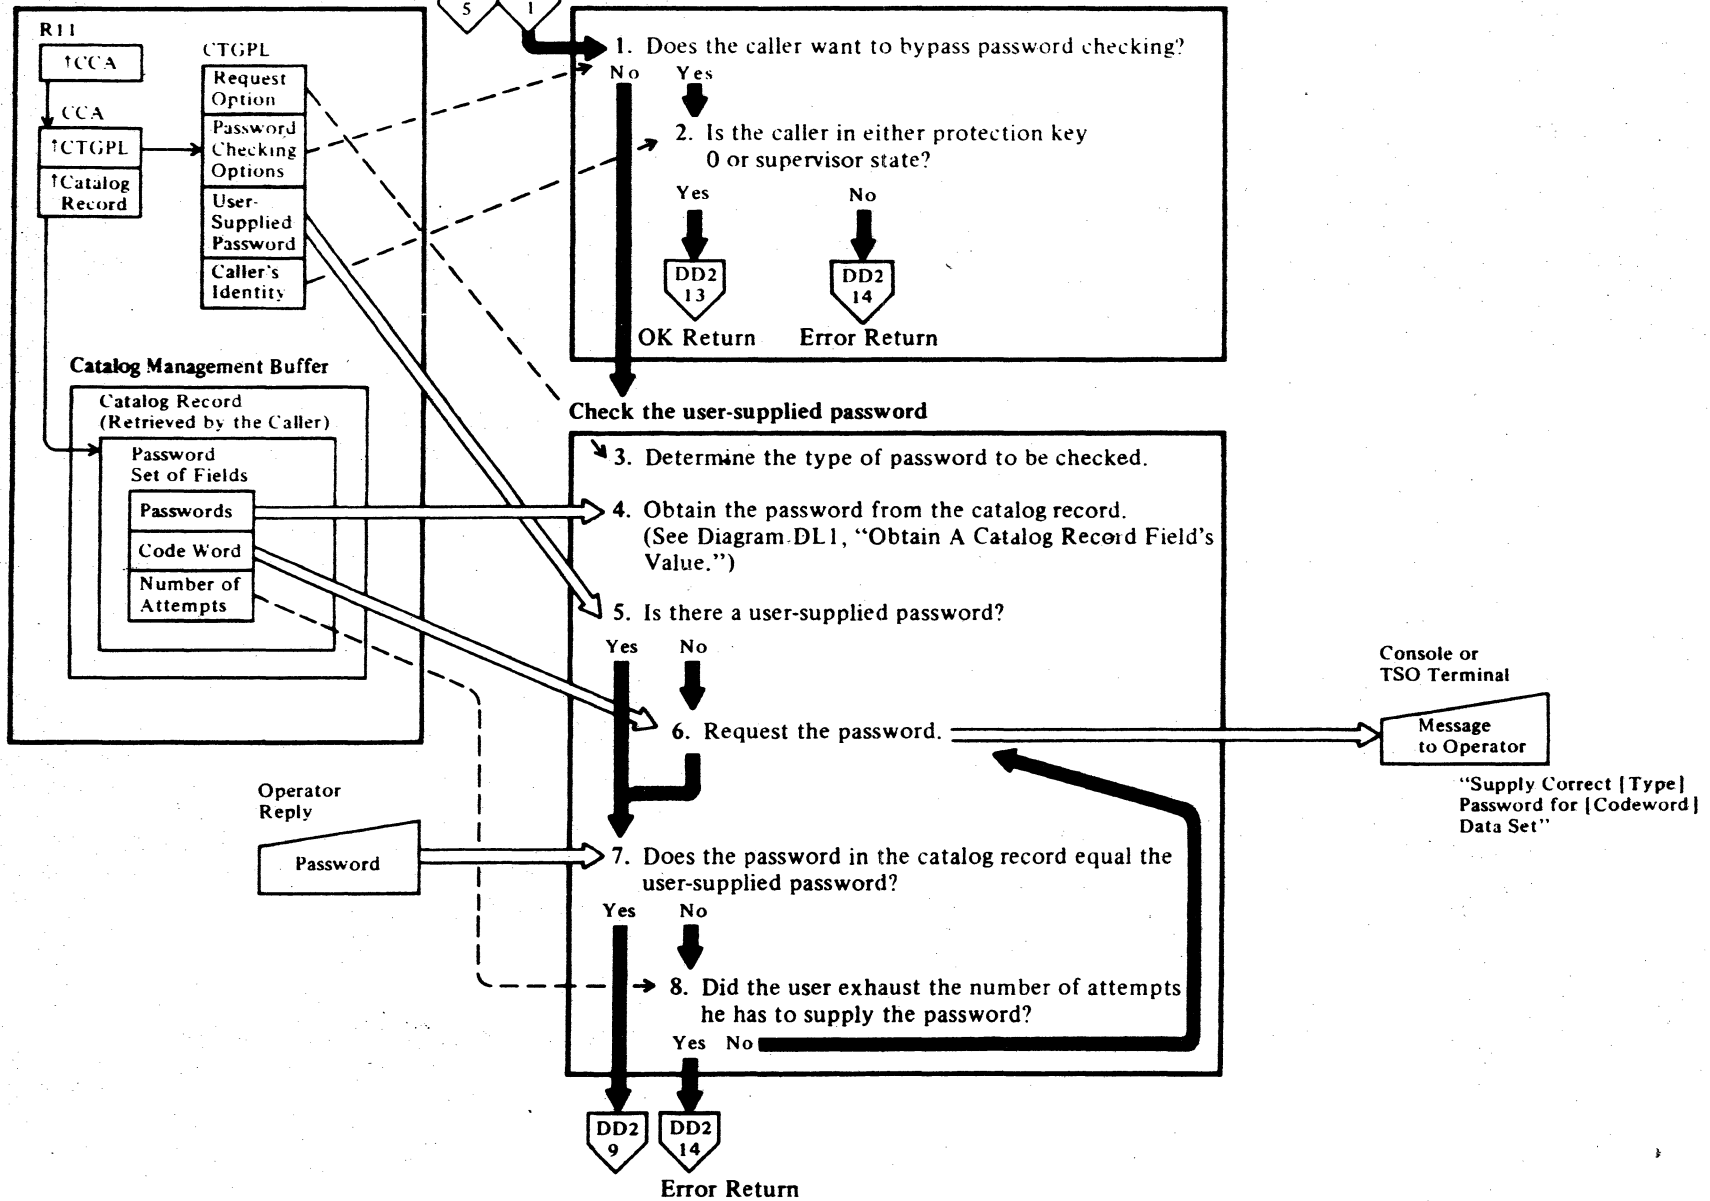 5
1
R11
↑CCA
CCA
↑CTGPL
↑Catalog
Record
CTGPL
Request
Option
Password
Checking
Options
User-
Supplied
Password
Caller's
Identity
Catalog Management Buffer
Catalog Record
(Retrieved by the Caller)
Password
Set of Fields
Passwords
Code Word
Number of
Attempts
Operator
Reply
Password
1. Does the caller want to bypass password checking?
No Yes
2. Is the caller in either protection key
0 or supervisor state?
Yes No
DD2
13
DD2
14
OK Return Error Return
Check the user-supplied password
3. Determine the type of password to be checked.
4. Obtain the password from the catalog record.
(See Diagram DL1, “Obtain A Catalog Record Field's
Value.”)
5. Is there a user-supplied password?
Yes No
6. Request the password.
7. Does the password in the catalog record equal the
user-supplied password?
Yes No
8. Did the user exhaust the number of attempts
he has to supply the password?
Yes No
DD2
9
DD2
14
Error Return
Console or
TSO Terminal
Message
to Operator
“Supply Correct [Type]
Password for [Codeword]
Data Set”